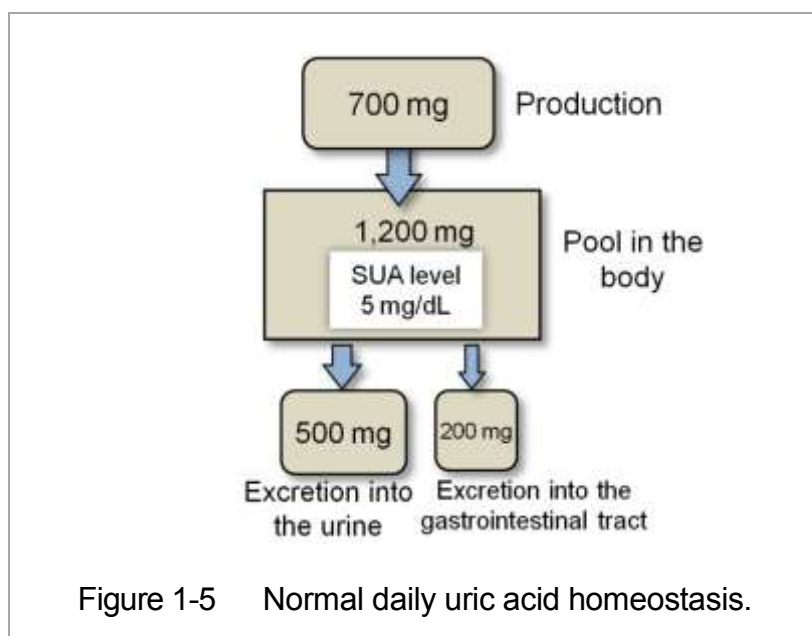 700 mg
Production
1,200 mg
SUA level
5 mg/dL
Pool in the
body
500 mg
200 mg
Excretion into
the urine
Excretion into the
gastrointestinal tract
Figure 1-5 Normal daily uric acid homeostasis.